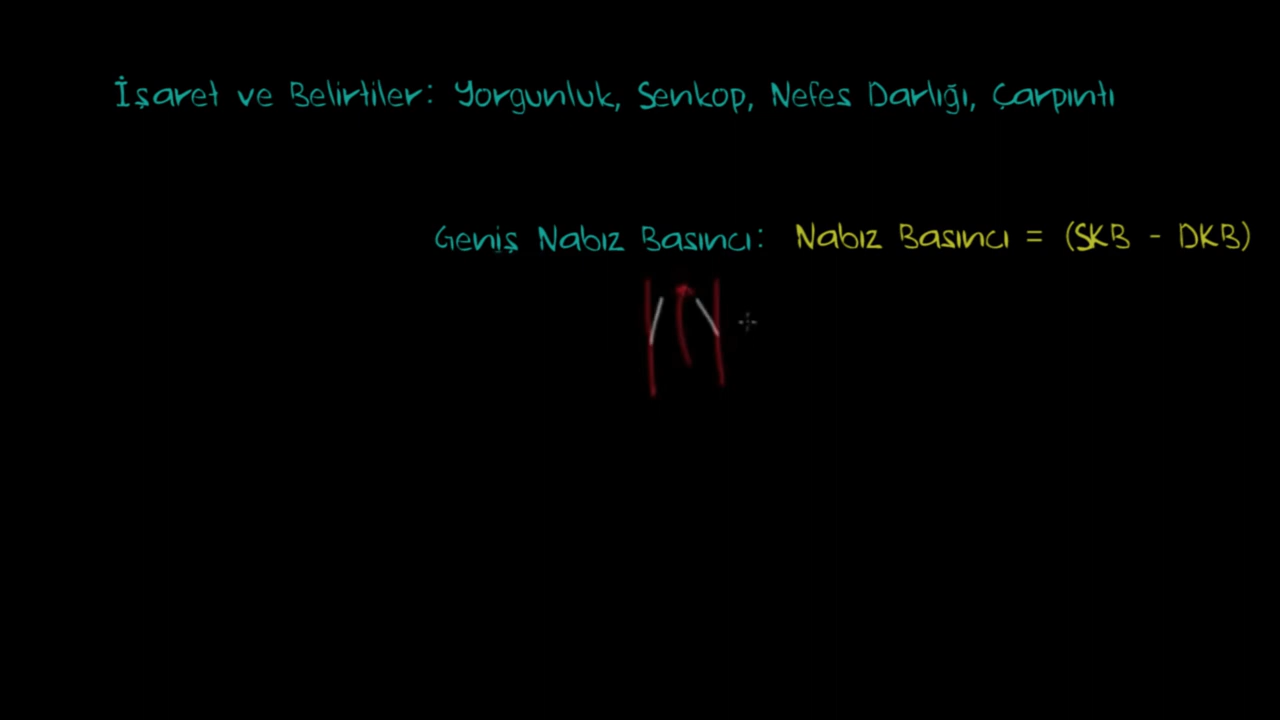 İşaret ve Belirtiler: Yorgunluk, Senkop, Nefes Darlığı, Çarpıntı
Geniş Nabız Basıncı: Nabız Basıncı = (SKB - DKB)